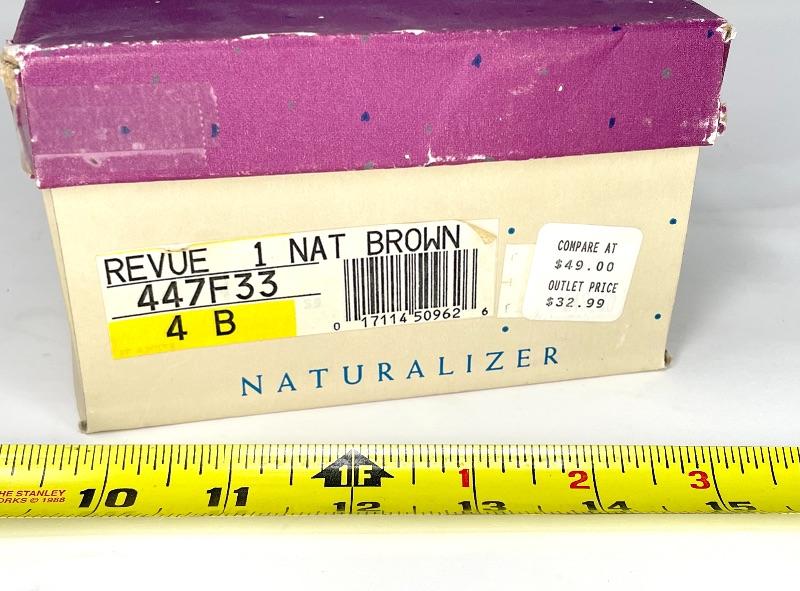 REVUE 1 NAT BROWN
447F33
4 B
0 17114 50962 6
COMPARE AT
$49.00
OUTLET PRICE
$32.99
NATURALIZER
THE STANLEY
WORKS © 1988
10 11 1F 12 1 13 2 14 3 15